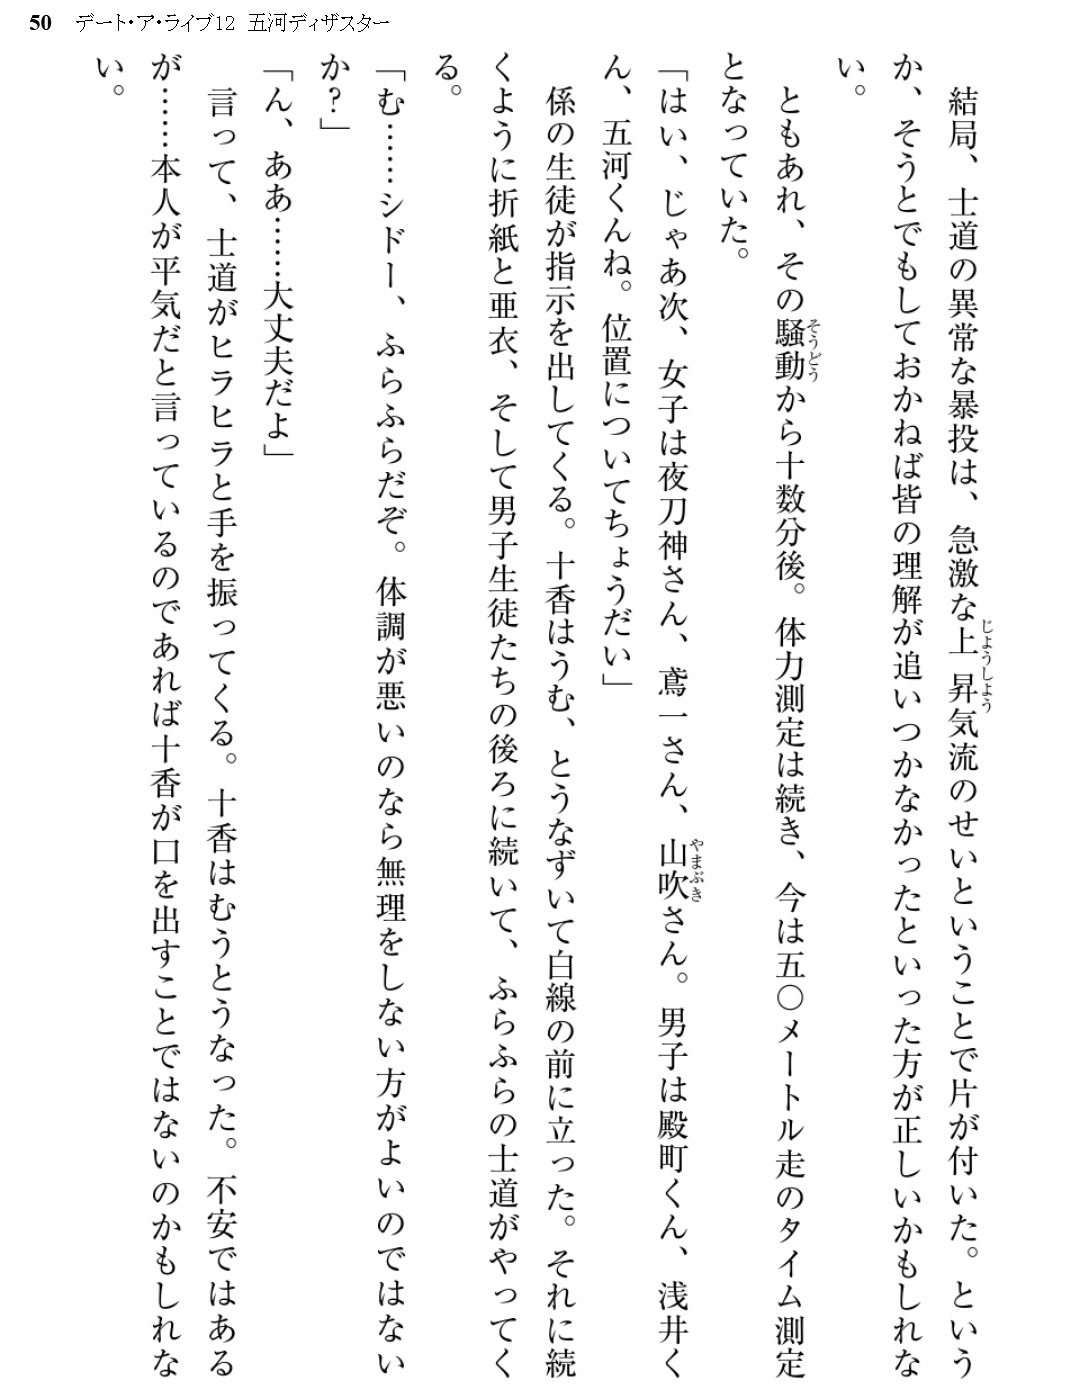 50 デート・ア・ライブ12 五河ディザスター
結局、士道の異常な暴投は、急激な上昇気流のせいということで片が付いた。という
じょうしょう
か、そうとでもしておかねば皆の理解が追いつかなかったといった方が正しいかもしれな
い。
ともあれ、その騒動から十数分後。体力測定は続き、今は五〇メートル走のタイム測定
そうどう
となっていた。
「はい、じゃあ次、女子は夜刀神さん、鳶一さん、山吹さん。男子は殿町くん、浅井く
やまぶき
ん、五河くんね。位置についてちょうだい」
係の生徒が指示を出してくる。十香はうむ、とうなずいて白線の前に立った。それに続
くように折紙と亜衣、そして男子生徒たちの後ろに続いて、ふらふらの士道がやってく
る。
「む……シドー、ふらふらだぞ。体調が悪いのなら無理をしない方がよいのではない
か？」
「ん、ああ……大丈夫だよ」
言って、士道がヒラヒラと手を振ってくる。十香はむうとうなった。不安ではある
が……本人が平気だと言っているのであれば十香が口を出すことではないのかもしれな
い。